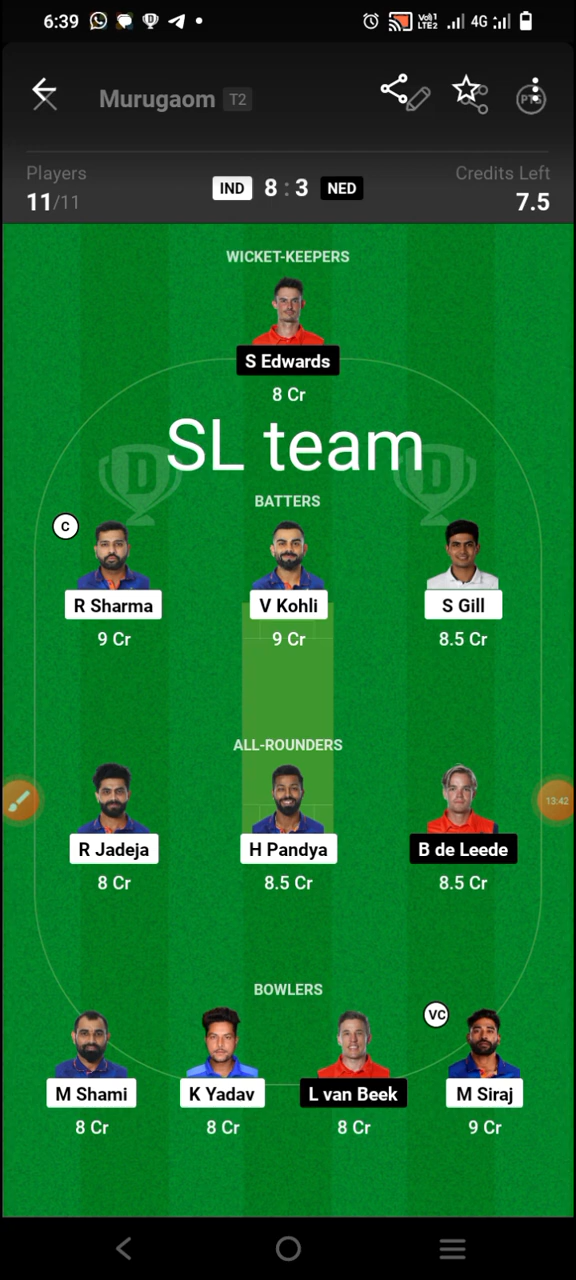 6:39
Vo)) 1 LTE2 4G
Murugaom T2 PTS
Players Credits Left
11/11 IND 8 : 3 NED 7.5
WICKET-KEEPERS
S Edwards
8 Cr
SL team
D D
BATTERS
C
R Sharma V Kohli S Gill
9 Cr 9 Cr 8.5 Cr
ALL-ROUNDERS
13:42
R Jadeja H Pandya B de Leede
8 Cr 8.5 Cr 8.5 Cr
BOWLERS
VC
M Shami K Yadav L van Beek M Siraj
8 Cr 8 Cr 8 Cr 9 Cr